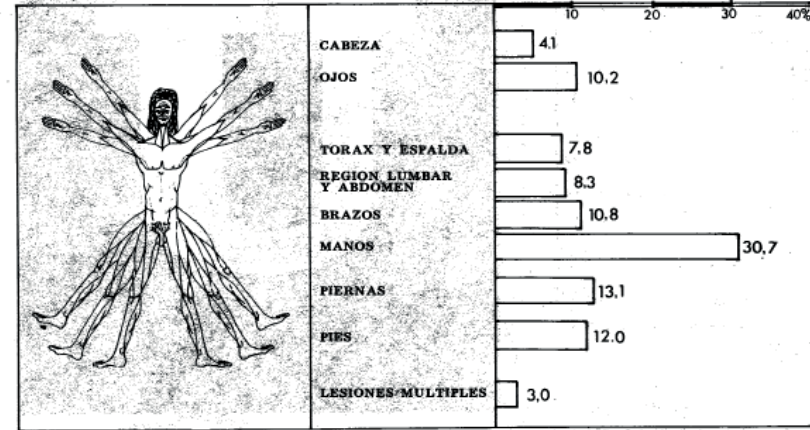 10 20 30 40%
CABEZA 4.1
OJOS 10.2
TORAX Y ESPALDA 7.8
REGION LUMBAR
Y ABDOMEN 8.3
BRAZOS 10.8
MANOS 30,7
PIERNAS 13,1
PIES 12.0
LESIONES MULTIPLES 3,0